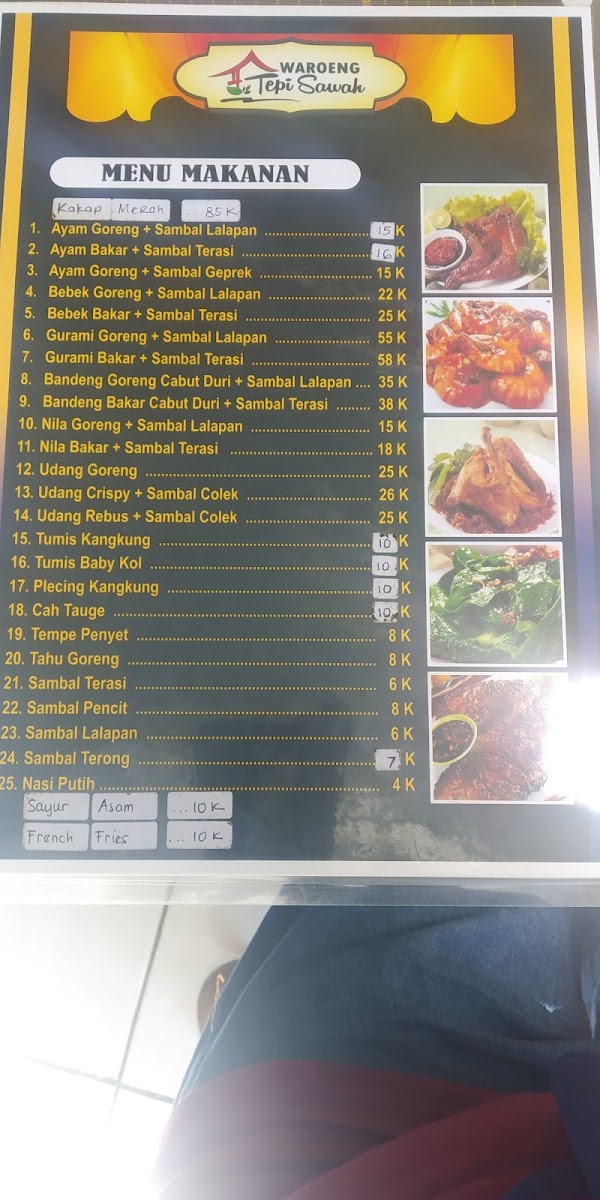 WAROENG
Tepi Sawah
MENU MAKANAN
Kakap Merah ...85K
1. Ayam Goreng + Sambal Lalapan ........ 15 K
2. Ayam Bakar + Sambal Terasi ........ 16 K
3. Ayam Goreng + Sambal Geprek ........ 15 K
4. Bebek Goreng + Sambal Lalapan ........ 22 K
5. Bebek Bakar + Sambal Terasi ........ 25 K
6. Gurami Goreng + Sambal Lalapan ........ 55 K
7. Gurami Bakar + Sambal Terasi ........ 58 K
8. Bandeng Goreng Cabut Duri + Sambal Lalapan .... 35 K
9. Bandeng Bakar Cabut Duri + Sambal Terasi ......... 38 K
10. Nila Goreng + Sambal Lalapan ........ 15 K
11. Nila Bakar + Sambal Terasi ........ 18 K
12. Udang Goreng ........ 25 K
13. Udang Crispy + Sambal Colek ........ 26 K
14. Udang Rebus + Sambal Colek ........ 25 K
15. Tumis Kangkung ........ 10 K
16. Tumis Baby Kol ........ 10 K
17. Plecing Kangkung ........ 10 K
18. Cah Tauge ........ 10 K
19. Tempe Penyet ........ 8 K
20. Tahu Goreng ........ 8 K
21. Sambal Terasi ........ 6 K
22. Sambal Pencit ........ 8 K
23. Sambal Lalapan ........ 6 K
24. Sambal Terong ........ 7 K
25. Nasi Putih ........ 4 K
Sayur Asam ...10 K
French Fries ...10 K